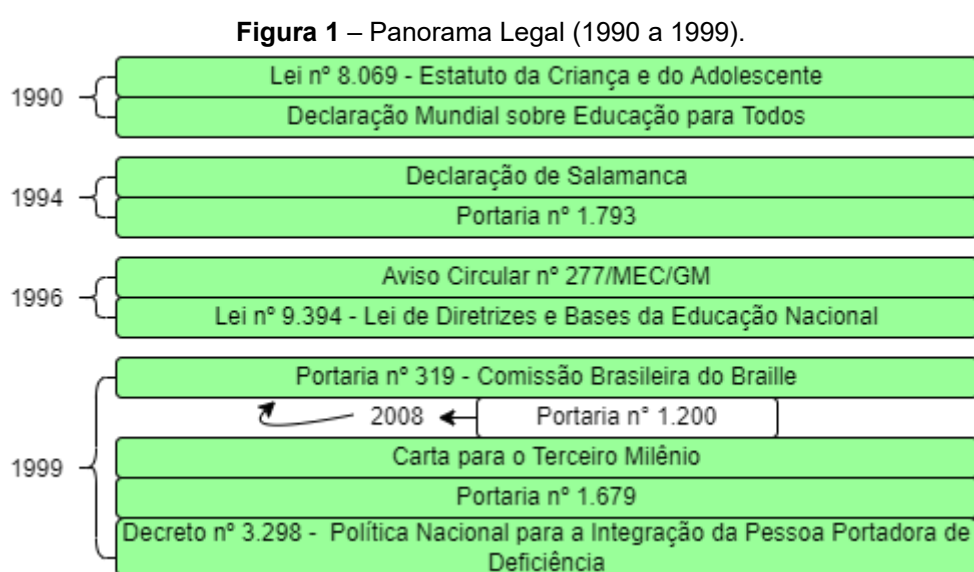 Figura 1 – Panorama Legal (1990 a 1999).
1990
Lei nº 8.069 - Estatuto da Criança e do Adolescente
Declaração Mundial sobre Educação para Todos
1994
Declaração de Salamanca
Portaria nº 1.793
1996
Aviso Circular nº 277/MEC/GM
Lei nº 9.394 - Lei de Diretrizes e Bases da Educação Nacional
1999
Portaria nº 319 - Comissão Brasileira do Braille
2008
Portaria n° 1.200
Carta para o Terceiro Milênio
Portaria nº 1.679
Decreto nº 3.298 - Política Nacional para a Integração da Pessoa Portadora de
Deficiência